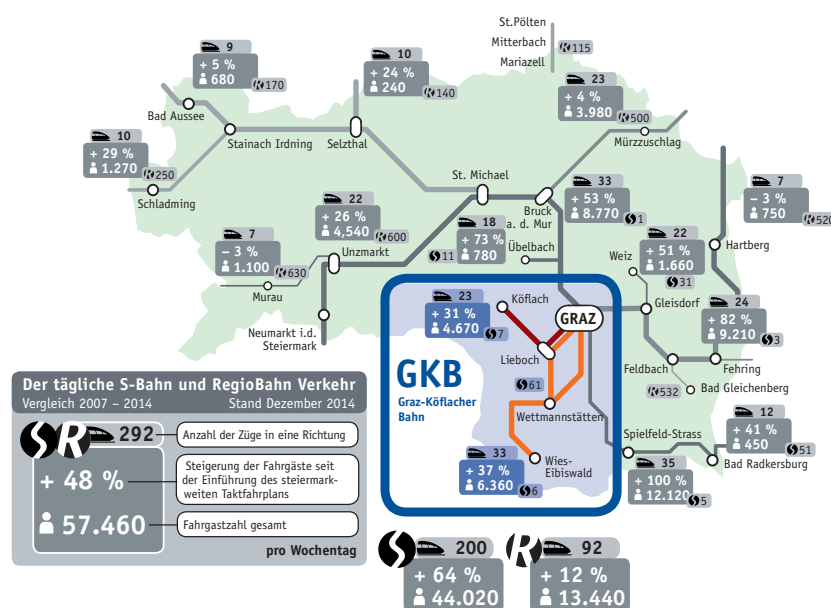 St.Pölten
Mitterbach
Mariazell
R 115
9
+ 5 %
680
R 170
Bad Aussee
10
+ 24 %
240
R 140
23
+ 4 %
3.980
R 500
Mürzzuschlag
10
+ 29 %
1.270
R 250
Schladming
Stainach Irdning
Selzthal
St. Michael
22
+ 26 %
4,540
R 600
Unzmarkt
7
– 3 %
1.100
R 630
Murau
Neumarkt i.d.
Steiermark
18
+ 73 %
780
S 11
Bruck
a. d. Mur
Übelbach
33
+ 53 %
8.770
S 1
22
+ 51 %
1.660
S 31
Weiz
7
– 3 %
750
R 520
Hartberg
Gleisdorf
24
+ 82 %
9.210
S 3
Feldbach
Fehring
R 532
Bad Gleichenberg
23
+ 31 %
4.670
S 7
Köflach
GRAZ
Lieboch
S 61
GKB
Graz-Köflacher
Bahn
Wettmannstätten
33
+ 37 %
6.360
S 6
Wies-
Eibiswald
Spielfeld-Strass
35
+ 100 %
12.120
S 5
12
+ 41 %
450
S 51
Bad Radkersburg
Der tägliche S-Bahn und RegioBahn Verkehr
Vergleich 2007 – 2014 Stand Dezember 2014
S R 292
Anzahl der Züge in eine Richtung
+ 48 %
Steigerung der Fahrgäste seit
der Einführung des steiermark-
weiten Taktfahrplans
57.460
Fahrgastzahl gesamt
pro Wochentag
S 200
+ 64 %
44.020
R 92
+ 12 %
13.440